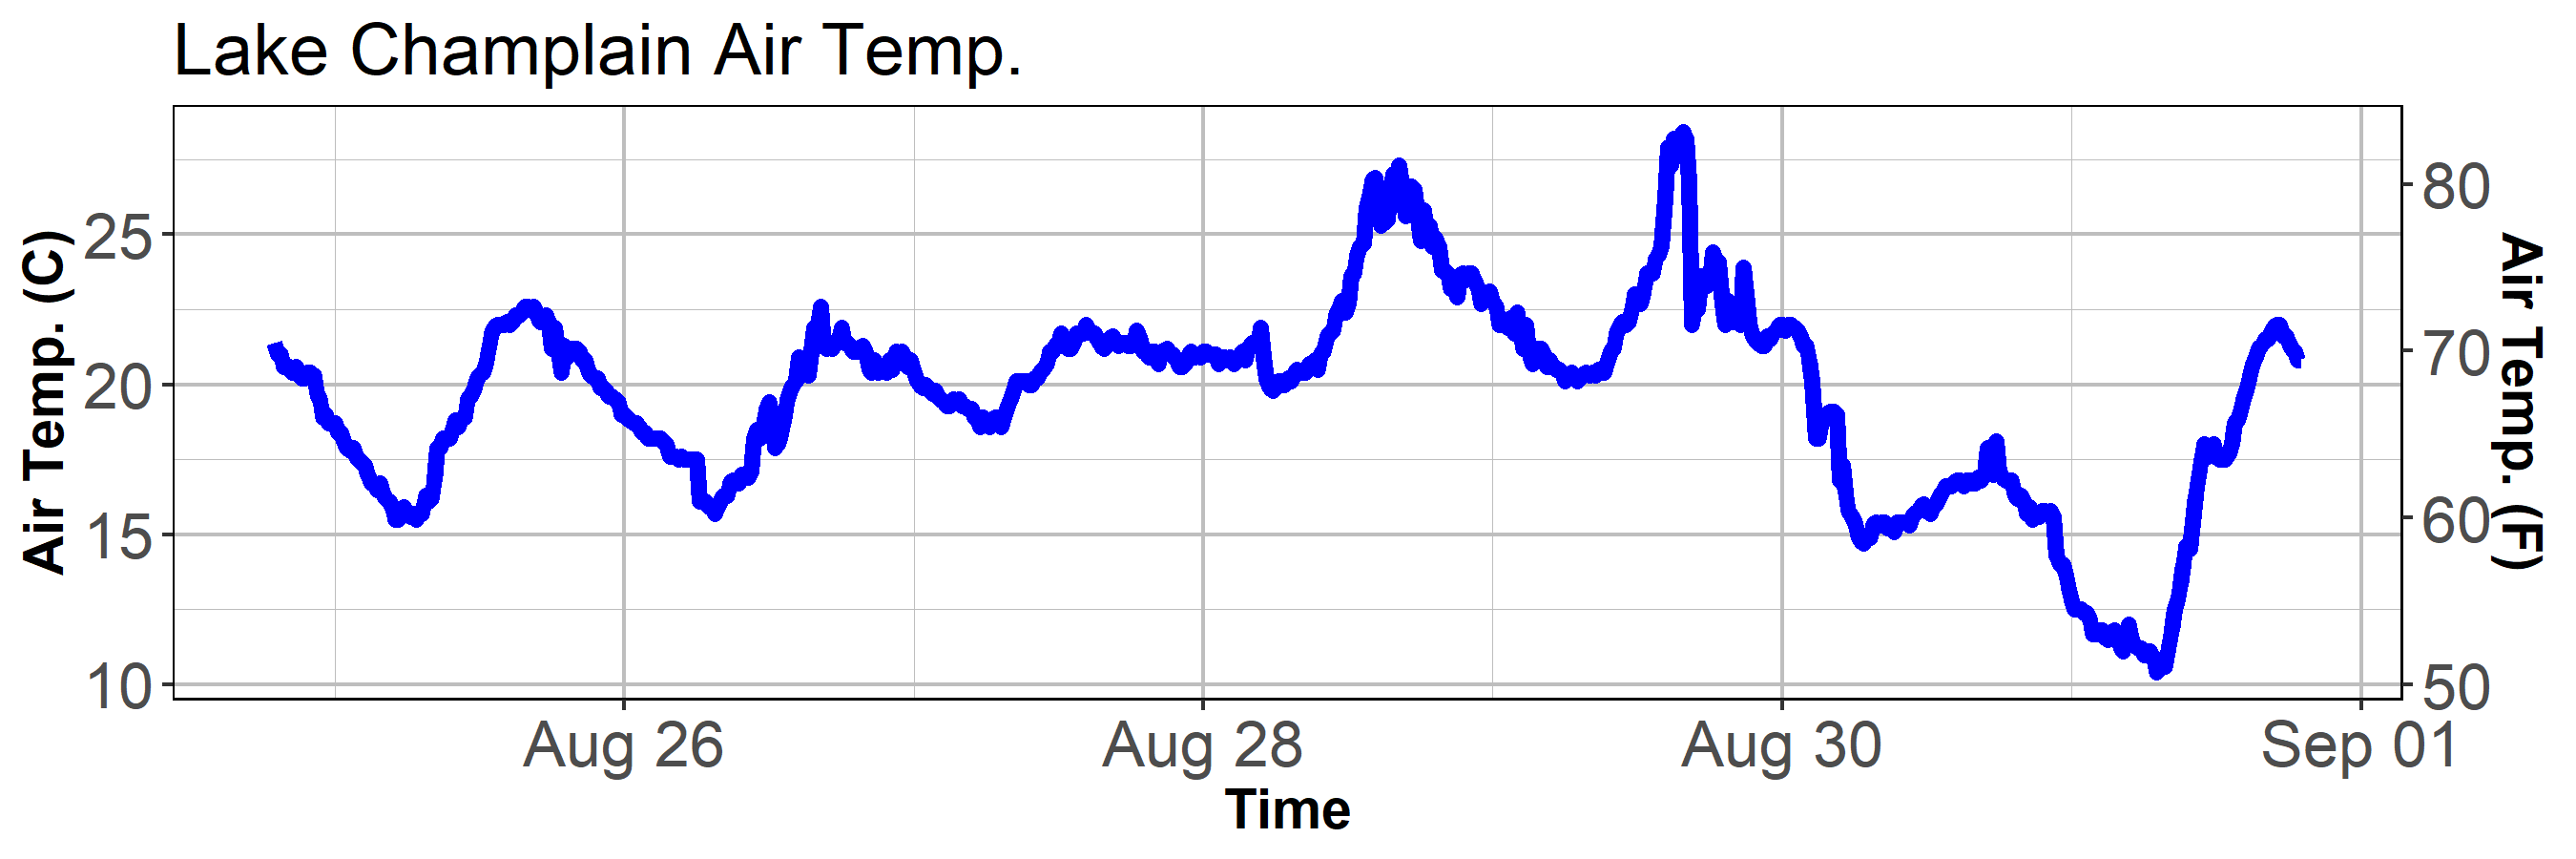 Lake Champlain Air Temp.
Air Temp. (C)
25
20
15
10
80
70
60
50
Air Temp. (F)
Aug 26
Aug 28
Aug 30
Sep 01
Time